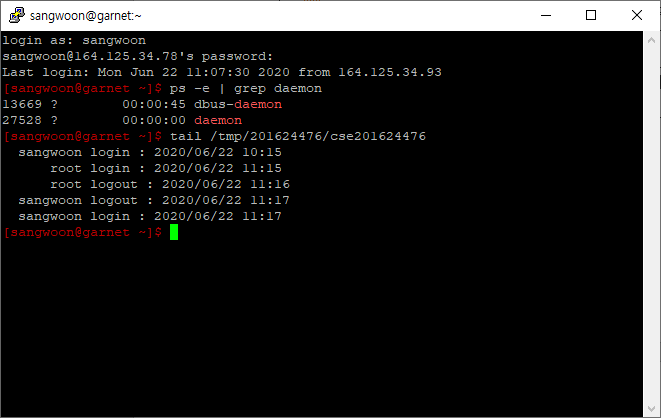 sangwoon@garnet:~
login as: sangwoon
sangwoon@164.125.34.78's password:
Last login: Mon Jun 22 11:07:30 2020 from 164.125.34.93
[sangwoon@garnet ~]$ ps -e | grep daemon
13669 ?        00:00:45 dbus-daemon
27528 ?        00:00:00 daemon
[sangwoon@garnet ~]$ tail /tmp/201624476/cse201624476
  sangwoon login : 2020/06/22 10:15
      root login : 2020/06/22 11:15
      root logout : 2020/06/22 11:16
  sangwoon logout : 2020/06/22 11:17
  sangwoon login : 2020/06/22 11:17
[sangwoon@garnet ~]$